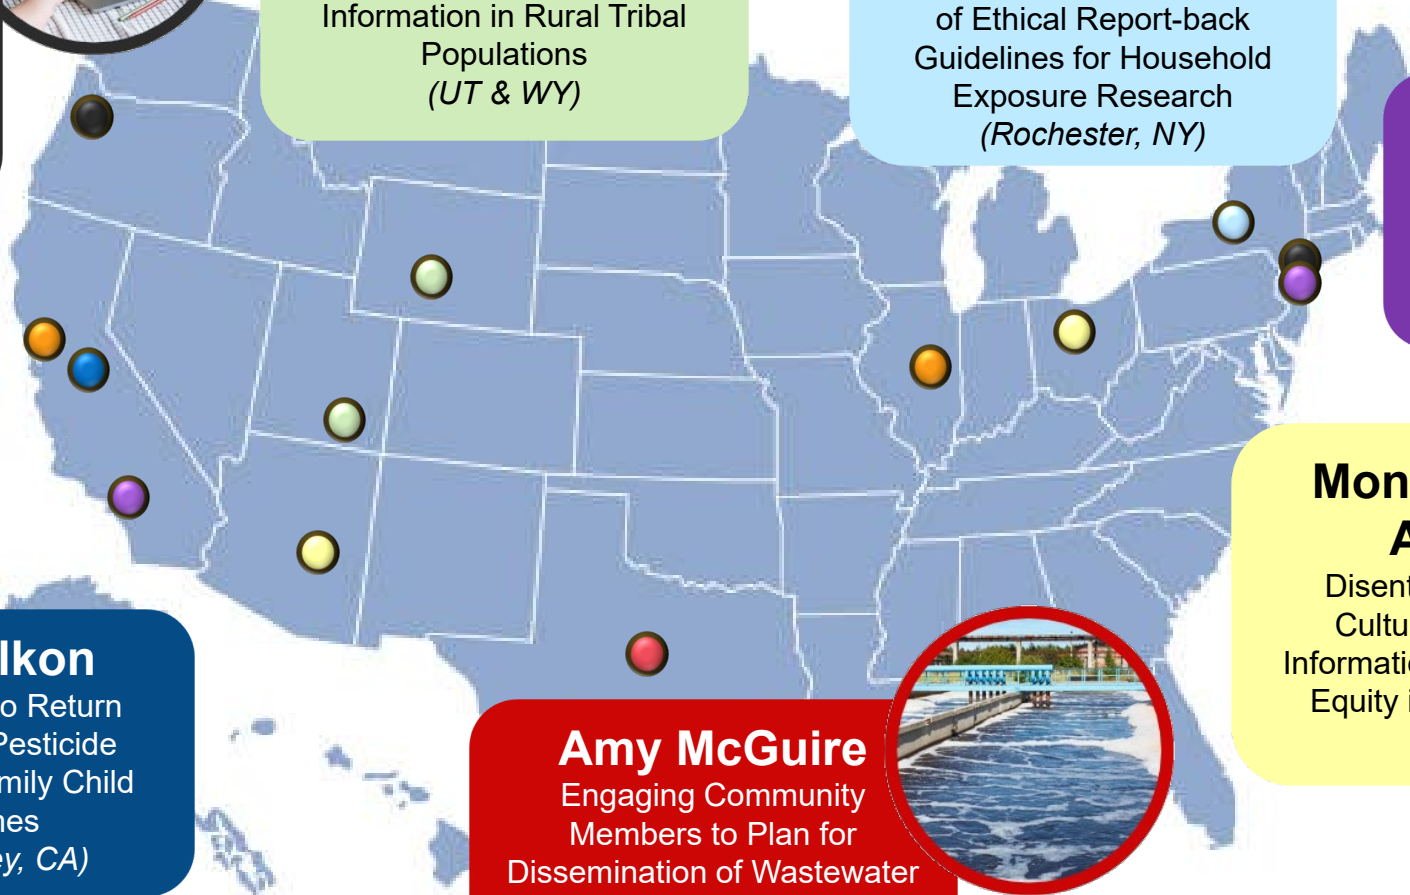 Information in Rural Tribal
Populations
(UT & WY)
of Ethical Report-back
Guidelines for Household
Exposure Research
(Rochester, NY)
Mon
A
Disent
Cultu
Informatio
Equity i
lkon
o Return
Pesticide
mily Child
nes
ey, CA)
Amy McGuire
Engaging Community
Members to Plan for
Dissemination of Wastewater